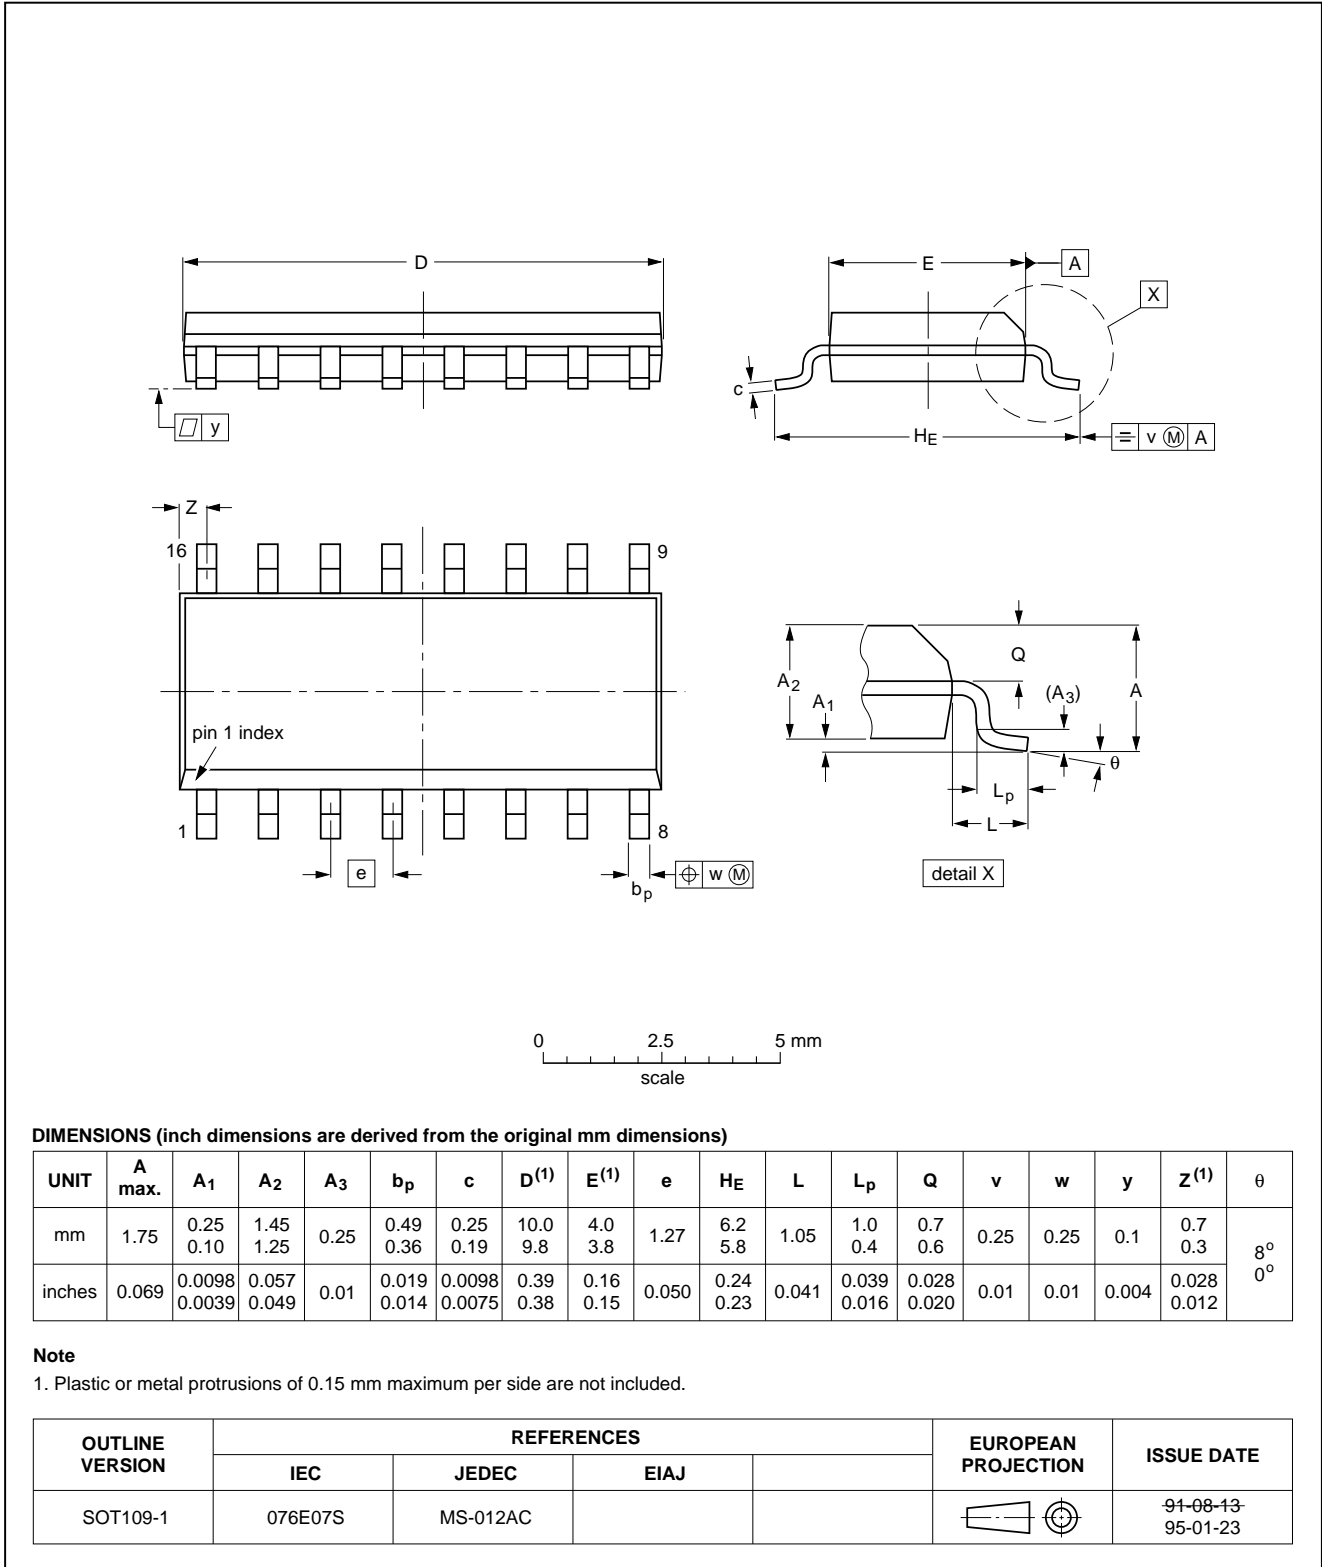 D
E
A
X
c
y
HE
v M A
Z
16
9
pin 1 index
1
8
e
bp
w M
A2
A1
Q
(A3)
A
θ
Lp
L
detail X
0 2.5 5 mm
scale
DIMENSIONS (inch dimensions are derived from the original mm dimensions)
UNIT A max. A1 A2 A3 bp c D(1) E(1) e HE L Lp Q v w y Z(1) θ
mm 1.75 0.25 0.10 1.45 1.25 0.25 0.49 0.36 0.25 0.19 10.0 9.8 4.0 3.8 1.27 6.2 5.8 1.05 1.0 0.4 0.7 0.6 0.25 0.25 0.1 0.7 0.3 8o 0o
inches 0.069 0.0098 0.0039 0.057 0.049 0.01 0.019 0.014 0.0098 0.0075 0.39 0.38 0.16 0.15 0.050 0.24 0.23 0.041 0.039 0.016 0.028 0.020 0.01 0.01 0.004 0.028 0.012
Note
1. Plastic or metal protrusions of 0.15 mm maximum per side are not included.
OUTLINE VERSION REFERENCES EUROPEAN PROJECTION ISSUE DATE
IEC JEDEC EIAJ
SOT109-1 076E07S MS-012AC 91-08-13
95-01-23